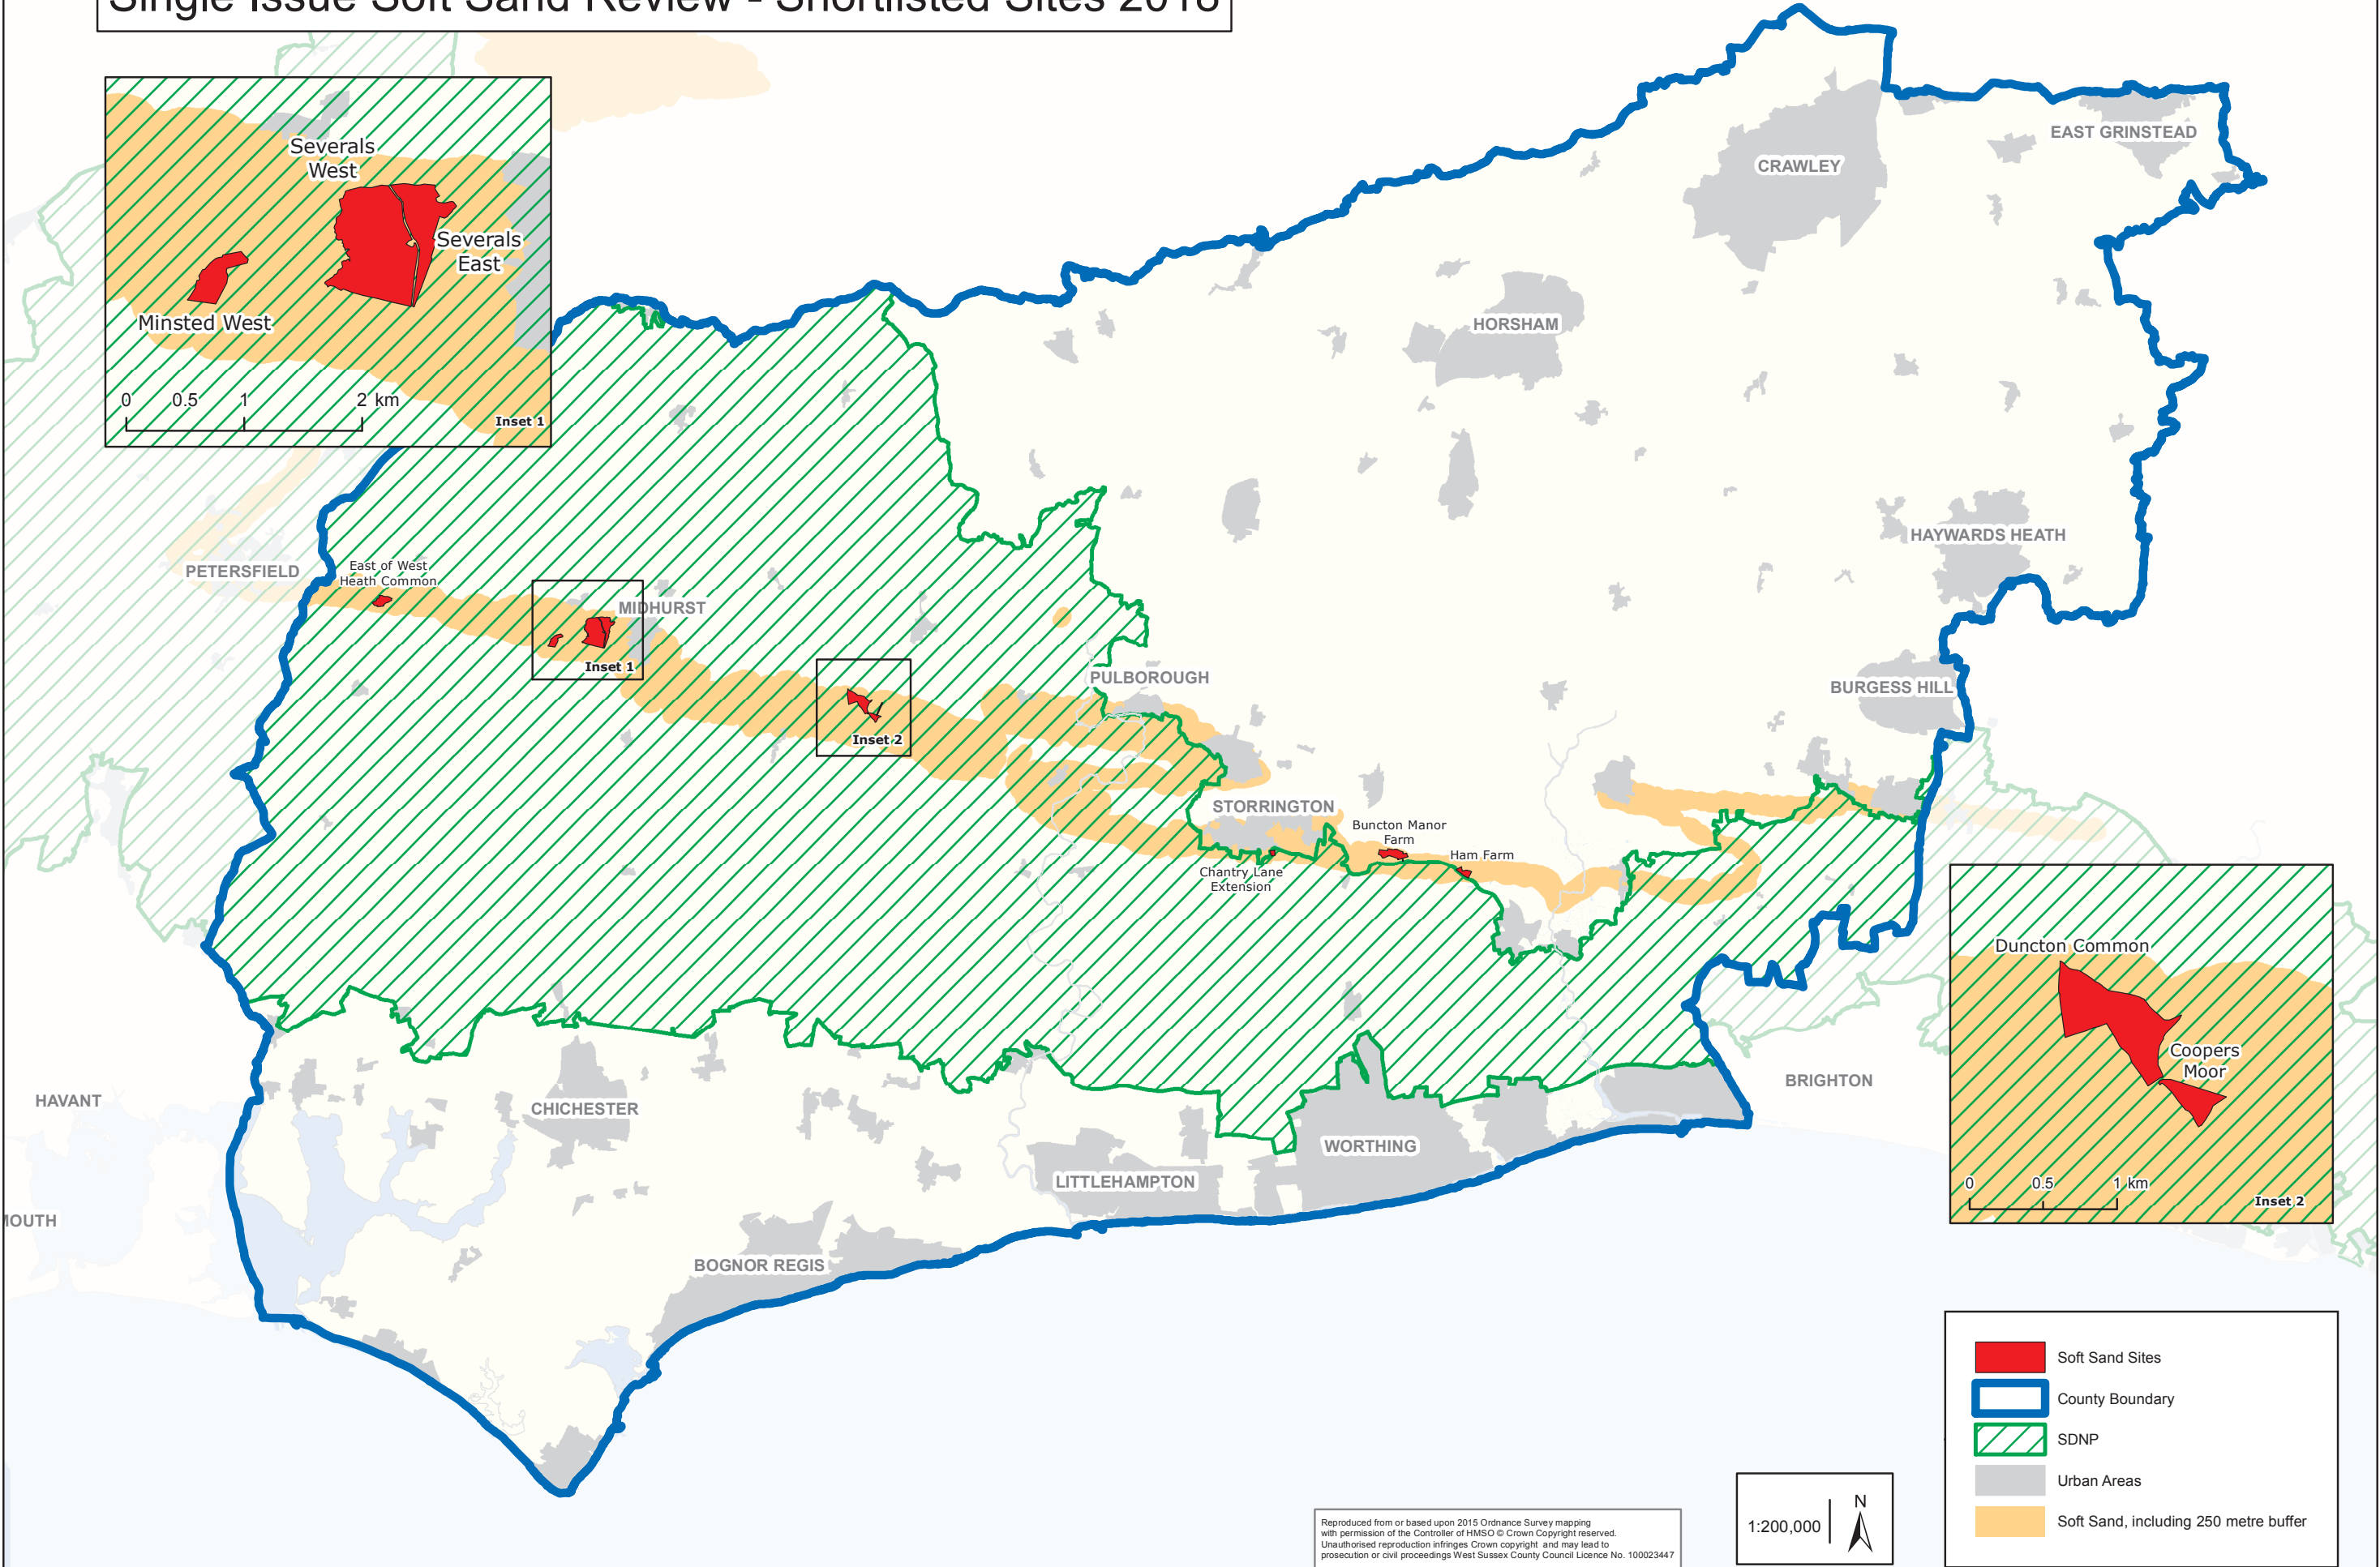 Single Issue Soft Sand Review - Shortlisted Sites 2018
Severals
West
Severals
East
Minsted West
0 0.5 1 2 km
Inset 1
CRAWLEY
EAST GRINSTEAD
HORSHAM
HAYWARDS HEATH
PETERSFIELD
East of West
Heath Common
MIDHURST
Inset 1
PULBOROUGH
BURGESS HILL
Inset 2
STORRINGTON
Buncton Manor
Farm
Ham Farm
Chantry Lane
Extension
Duncton Common
Coopers
Moor
0 0.5 1 km
Inset 2
HAVANT
CHICHESTER
BRIGHTON
WORTHING
LITTLEHAMPTON
MOUTH
BOGNOR REGIS
Soft Sand Sites
County Boundary
SDNP
Urban Areas
Soft Sand, including 250 metre buffer
1:200,000
N
Reproduced from or based upon 2015 Ordnance Survey mapping
with permission of the Controller of HMSO © Crown Copyright reserved.
Unauthorised reproduction infringes Crown copyright and may lead to
prosecution or civil proceedings West Sussex County Council Licence No. 100023447